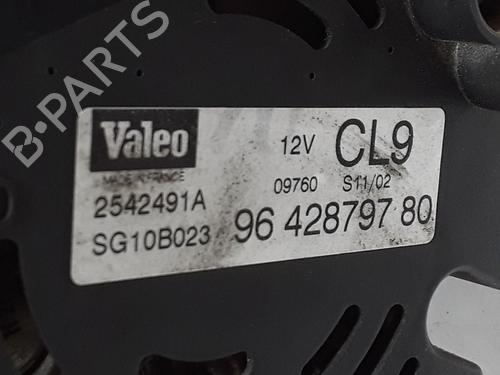 B-PARTS
Valeo
12V
CL9
MADE IN FRANCE
09760
S11/02
2542491A
SG10B023
96 428797 80